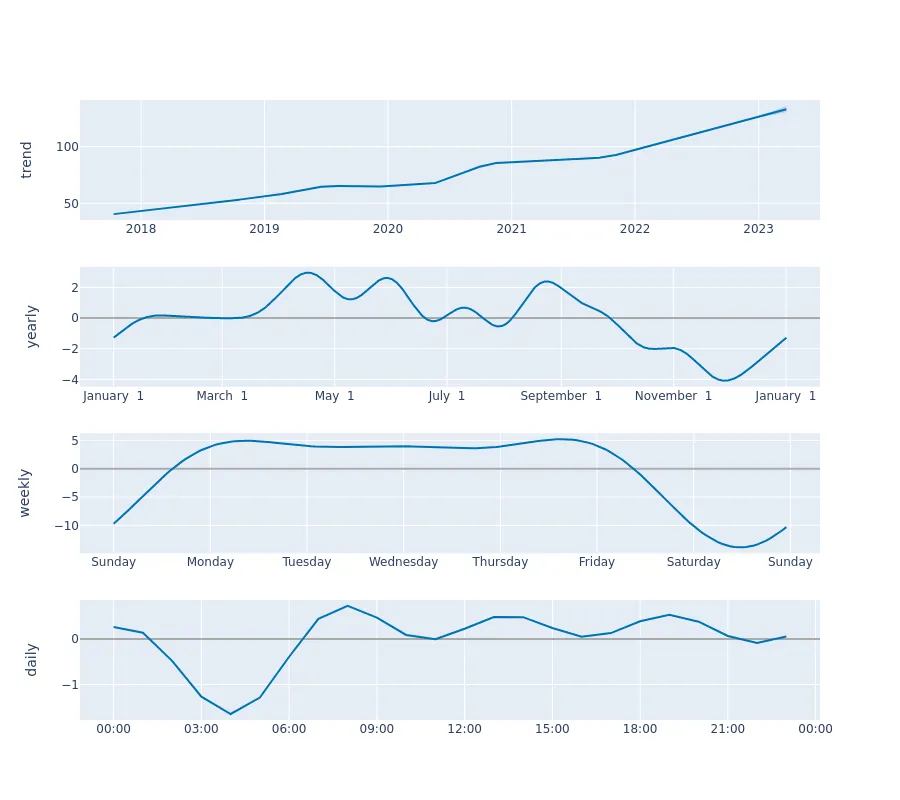 trend
100
50
2018 2019 2020 2021 2022 2023
yearly
2
0
−2
−4
January 1 March 1 May 1 July 1 September 1 November 1 January 1
weekly
5
0
−5
−10
Sunday Monday Tuesday Wednesday Thursday Friday Saturday Sunday
daily
0
−1
00:00 03:00 06:00 09:00 12:00 15:00 18:00 21:00 00:00